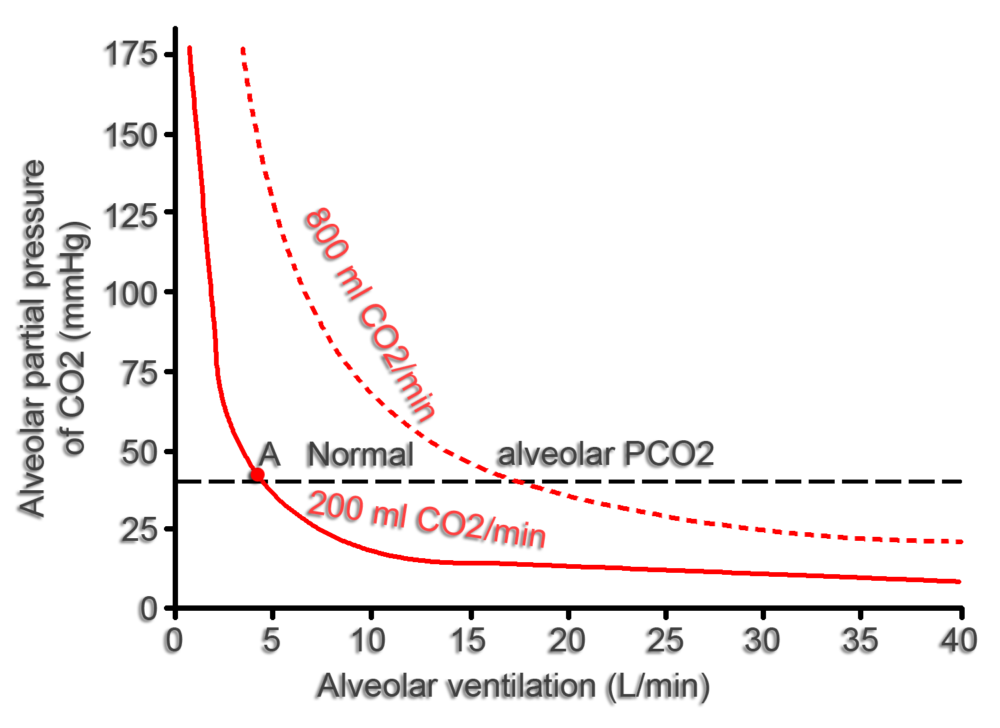 175
150
125
100
75
50
25
0
Alveolar partial pressure
of CO2 (mmHg)
800 ml CO2/min
A Normal alveolar PCO2
200 ml CO2/min
0 5 10 15 20 25 30 35 40
Alveolar ventilation (L/min)